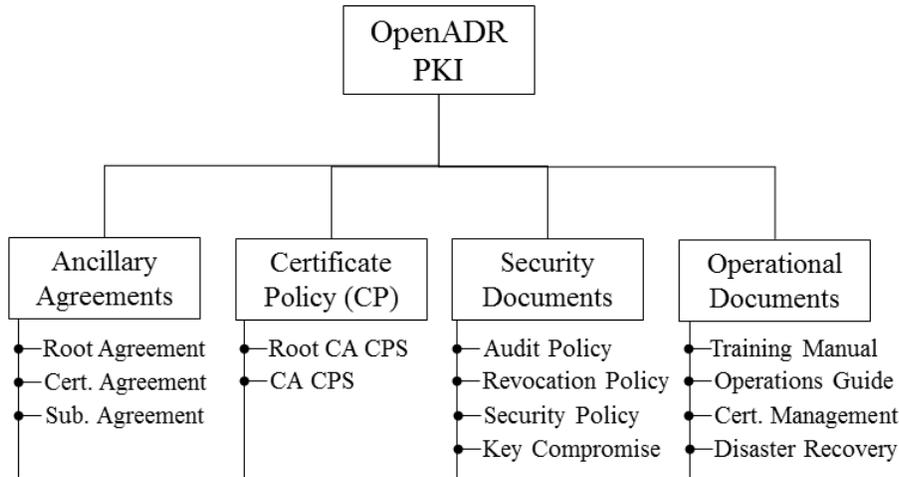 OpenADR
PKI
Ancillary
Agreements
Root Agreement
Cert. Agreement
Sub. Agreement
Certificate
Policy (CP)
Root CA CPS
CA CPS
Security
Documents
Audit Policy
Revocation Policy
Security Policy
Key Compromise
Operational
Documents
Training Manual
Operations Guide
Cert. Management
Disaster Recovery